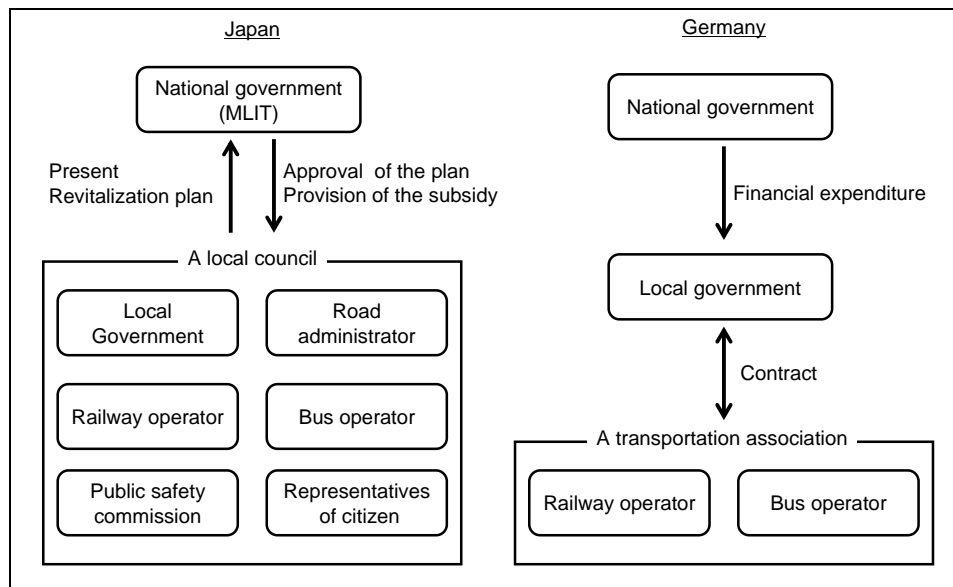 Japan
National government
(MLIT)
Present
Revitalization plan
Approval of the plan
Provision of the subsidy
A local council
Local
Government
Road
administrator
Railway operator
Bus operator
Public safety
commission
Representatives
of citizen
Germany
National government
Financial expenditure
Local government
Contract
A transportation association
Railway operator
Bus operator